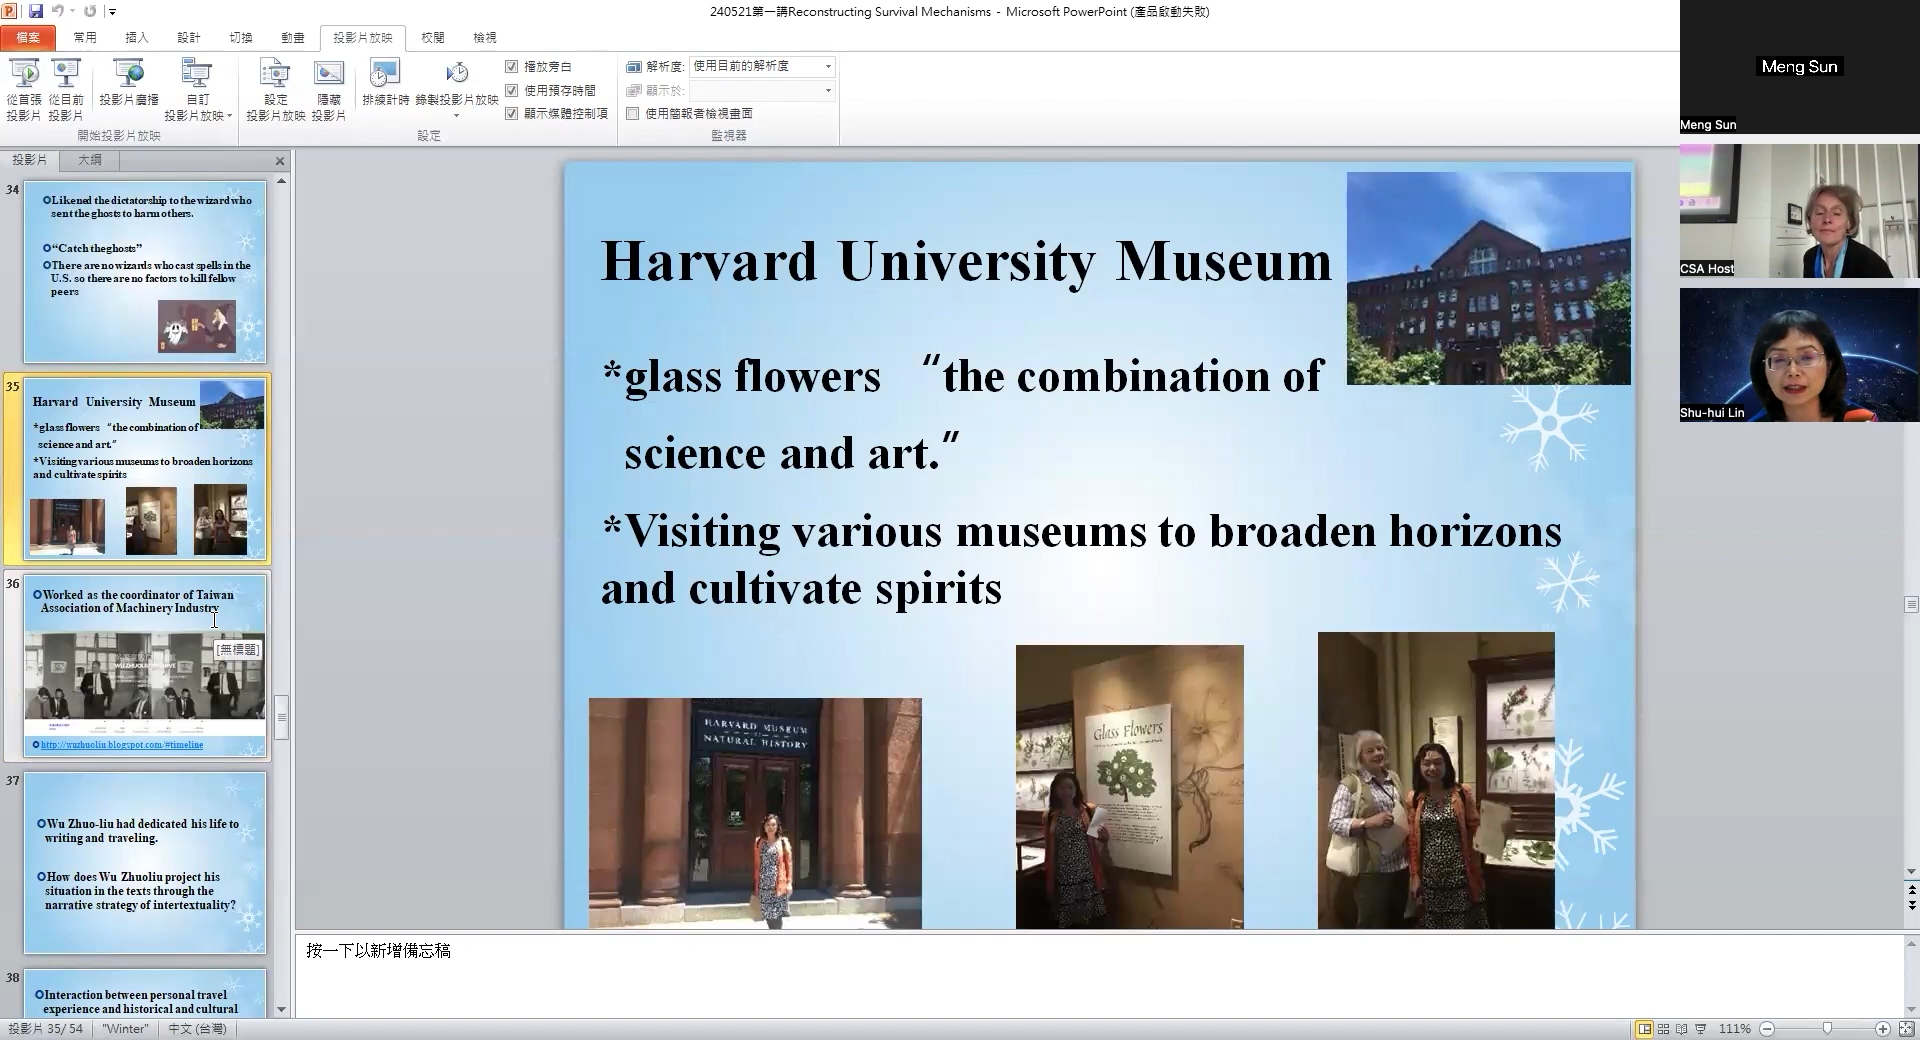 240521第一講Reconstructing Survival Mechanisms - Microsoft PowerPoint (產品啟動失敗)
檔案 常用 插入 設計 切換 動畫 投影片放映 校閱 檢視
從首張投影片
從目前投影片
投影片廣播
自訂投影片放映
開始投影片放映
設定投影片放映
隱藏投影片
排練計時
錄製投影片放映
播放旁白
使用預存時間
顯示媒體控制項
設定
解析度: 使用目前的解析度
顯示於:
使用簡報者檢視畫面
監視器
投影片 大綱
34
Likened the dictatorship to the wizard who
sent the ghosts to harm others.
“Catch theghosts”
There are no wizards who cast spells in the
U.S. so there are no factors to kill fellow
peers
35
Harvard University Museum
*glass flowers “the combination of
science and art.”
*Visiting various museums to broaden horizons
and cultivate spirits
36
Worked as the coordinator of Taiwan
Association of Machinery Industry
[無標題]
http://wuzhuoliu.blogspot.com/#timeline
37
Wu Zhuo-liu had dedicated his life to
writing and traveling.
How does Wu Zhuoliu project his
situation in the texts through the
narrative strategy of intertextuality?
38
Interaction between personal travel
experience and historical and cultural
Harvard University Museum
*glass flowers “the combination of
science and art.”
*Visiting various museums to broaden horizons
and cultivate spirits
HARVARD MUSEUM
OF
NATURAL HISTORY
Glass Flowers
按一下以新增備忘稿
投影片 35/ 54 "Winter" 中文 (台灣) 111%
Meng Sun
Meng Sun
CSA Host
Shu-hui Lin